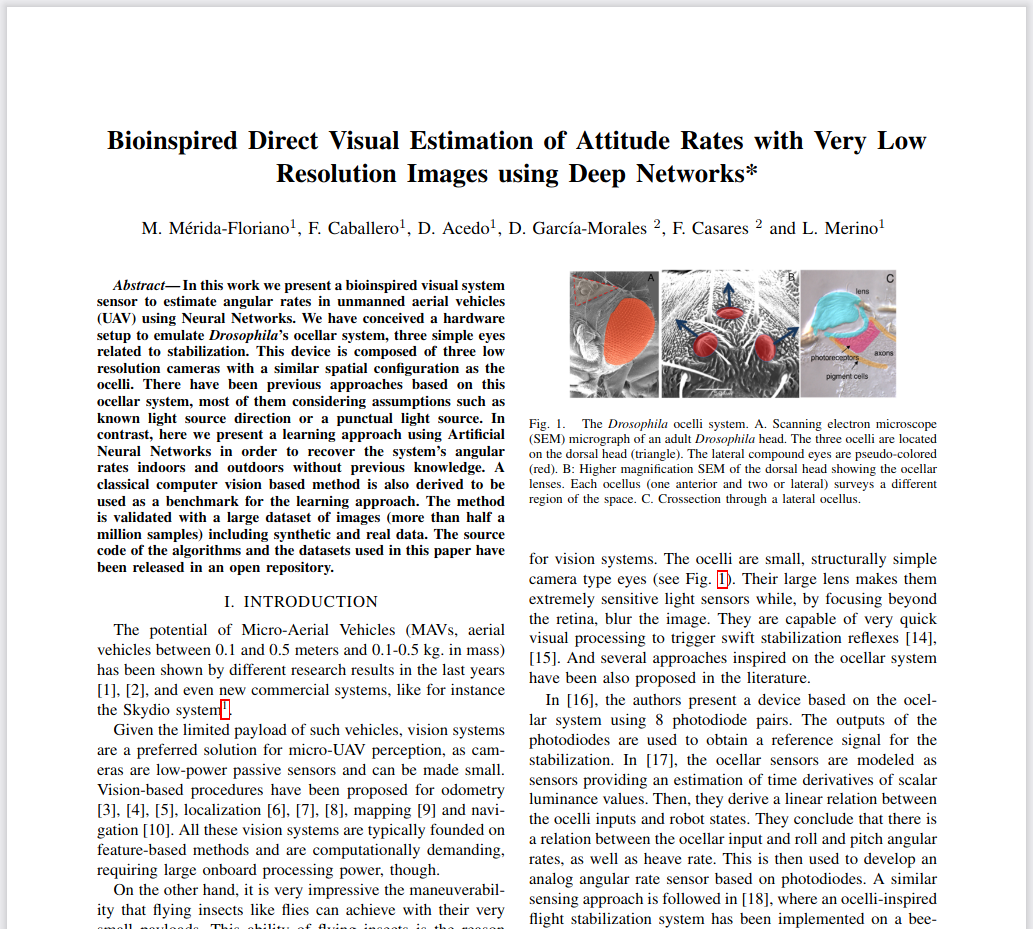 Bioinspired Direct Visual Estimation of Attitude Rates with Very Low
Resolution Images using Deep Networks*
M. Mérida-Floriano1, F. Caballero1, D. Acedo1, D. García-Morales 2, F. Casares 2 and L. Merino1
Abstract— In this work we present a bioinspired visual system
sensor to estimate angular rates in unmanned aerial vehicles
(UAV) using Neural Networks. We have conceived a hardware
setup to emulate Drosophila's ocellar system, three simple eyes
related to stabilization. This device is composed of three low
resolution cameras with a similar spatial configuration as the
ocelli. There have been previous approaches based on this
ocellar system, most of them considering assumptions such as
known light source direction or a punctual light source. In
contrast, here we present a learning approach using Artificial
Neural Networks in order to recover the system's angular
rates indoors and outdoors without previous knowledge. A
classical computer vision based method is also derived to be
used as a benchmark for the learning approach. The method
is validated with a large dataset of images (more than half a
million samples) including synthetic and real data. The source
code of the algorithms and the datasets used in this paper have
been released in an open repository.
I. INTRODUCTION
The potential of Micro-Aerial Vehicles (MAVs, aerial
vehicles between 0.1 and 0.5 meters and 0.1-0.5 kg. in mass)
has been shown by different research results in the last years
[1], [2], and even new commercial systems, like for instance
the Skydio system1.
Given the limited payload of such vehicles, vision systems
are a preferred solution for micro-UAV perception, as cam-
eras are low-power passive sensors and can be made small.
Vision-based procedures have been proposed for odometry
[3], [4], [5], localization [6], [7], [8], mapping [9] and navi-
gation [10]. All these vision systems are typically founded on
feature-based methods and are computationally demanding,
requiring large onboard processing power, though.
On the other hand, it is very impressive the maneuverabil-
ity that flying insects like flies can achieve with their very
small payloads. This ability of flying insects is the reason
A
B
C
lens
photoreceptors
axons
pigment cells
Fig. 1. The Drosophila ocelli system. A. Scanning electron microscope
(SEM) micrograph of an adult Drosophila head. The three ocelli are located
on the dorsal head (triangle). The lateral compound eyes are pseudo-colored
(red). B: Higher magnification SEM of the dorsal head showing the ocellar
lenses. Each ocellus (one anterior and two or lateral) surveys a different
region of the space. C. Crossection through a lateral ocellus.
for vision systems. The ocelli are small, structurally simple
camera type eyes (see Fig. 1). Their large lens makes them
extremely sensitive light sensors while, by focusing beyond
the retina, blur the image. They are capable of very quick
visual processing to trigger swift stabilization reflexes [14],
[15]. And several approaches inspired on the ocellar system
have been also proposed in the literature.
In [16], the authors present a device based on the ocel-
lar system using 8 photodiode pairs. The outputs of the
photodiodes are used to obtain a reference signal for the
stabilization. In [17], the ocellar sensors are modeled as
sensors providing an estimation of time derivatives of scalar
luminance values. Then, they derive a linear relation between
the ocelli inputs and robot states. They conclude that there is
a relation between the ocellar input and roll and pitch angular
rates, as well as heave rate. This is then used to develop an
analog angular rate sensor based on photodiodes. A similar
sensing approach is followed in [18], where an ocelli-inspired
flight stabilization system has been implemented on a bee-